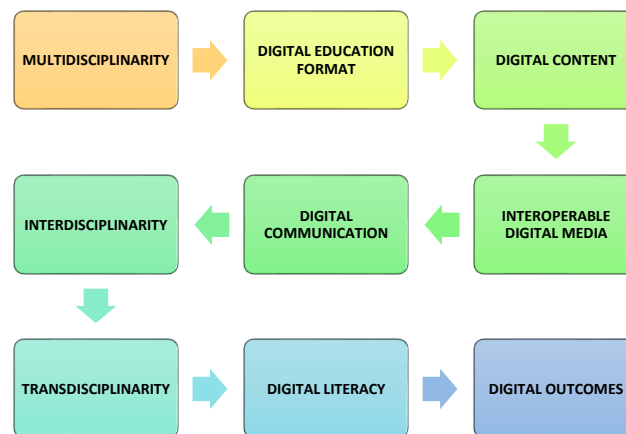 MULTIDISCIPLINARITY
DIGITAL EDUCATION
FORMAT
DIGITAL CONTENT
INTERDISCIPLINARITY
DIGITAL
COMMUNICATION
INTEROPERABLE
DIGITAL MEDIA
TRANSDISCIPLINARITY
DIGITAL LITERACY
DIGITAL OUTCOMES